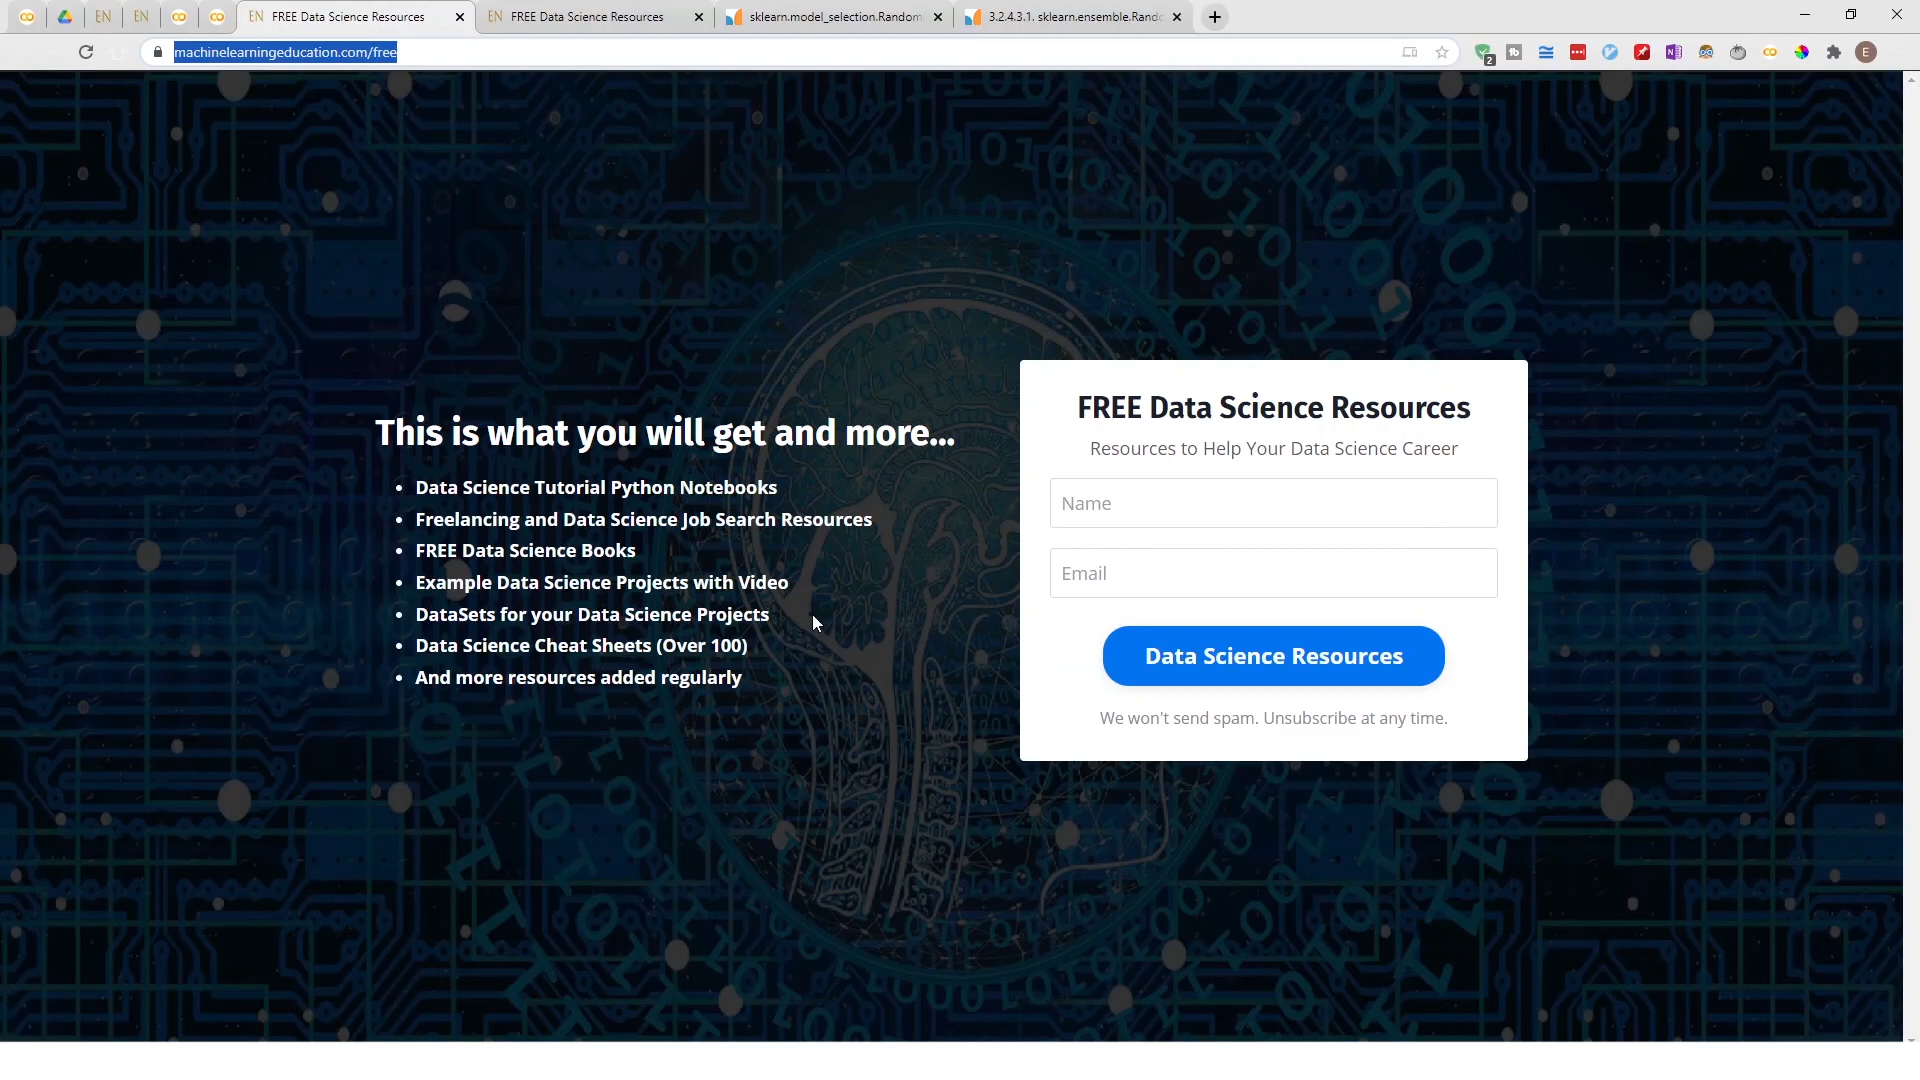 FREE Data Science Resources
FREE Data Science Resources
sklearn.model_selection.Random
3.2.4.3.1. sklearn.ensemble.Rando
machinelearningeducation.com/free
2
E
This is what you will get and more...
• Data Science Tutorial Python Notebooks
• Freelancing and Data Science Job Search Resources
• FREE Data Science Books
• Example Data Science Projects with Video
• DataSets for your Data Science Projects
• Data Science Cheat Sheets (Over 100)
• And more resources added regularly
FREE Data Science Resources
Resources to Help Your Data Science Career
Name
Email
Data Science Resources
We won't send spam. Unsubscribe at any time.